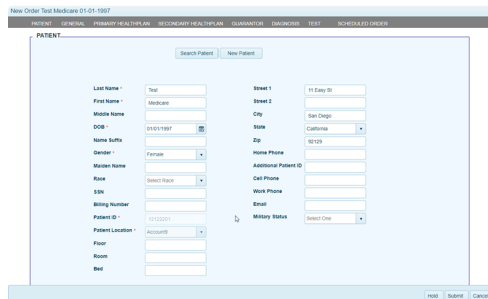 New Order Test Medicare 01-01-1997
PATIENT GENERAL PRIMARY HEALTHPLAN SECONDARY HEALTHPLAN GUARANTOR DIAGNOSIS TEST SCHEDULED ORDER
PATIENT
Search Patient New Patient
Last Name * Test Street 1 11 Easy St
First Name * Medicare Street 2
Middle Name City San Diego
DOB * 01/01/1997 State California
Name Suffix Zip 92129
Gender * Female Home Phone
Maiden Name Additional Patient ID
Race Select Race Cell Phone
SSN Work Phone
Billing Number Email
Patient ID * Military Status Select One
Patient Location *
Floor
Room
Bed
Hold Submit Cancel